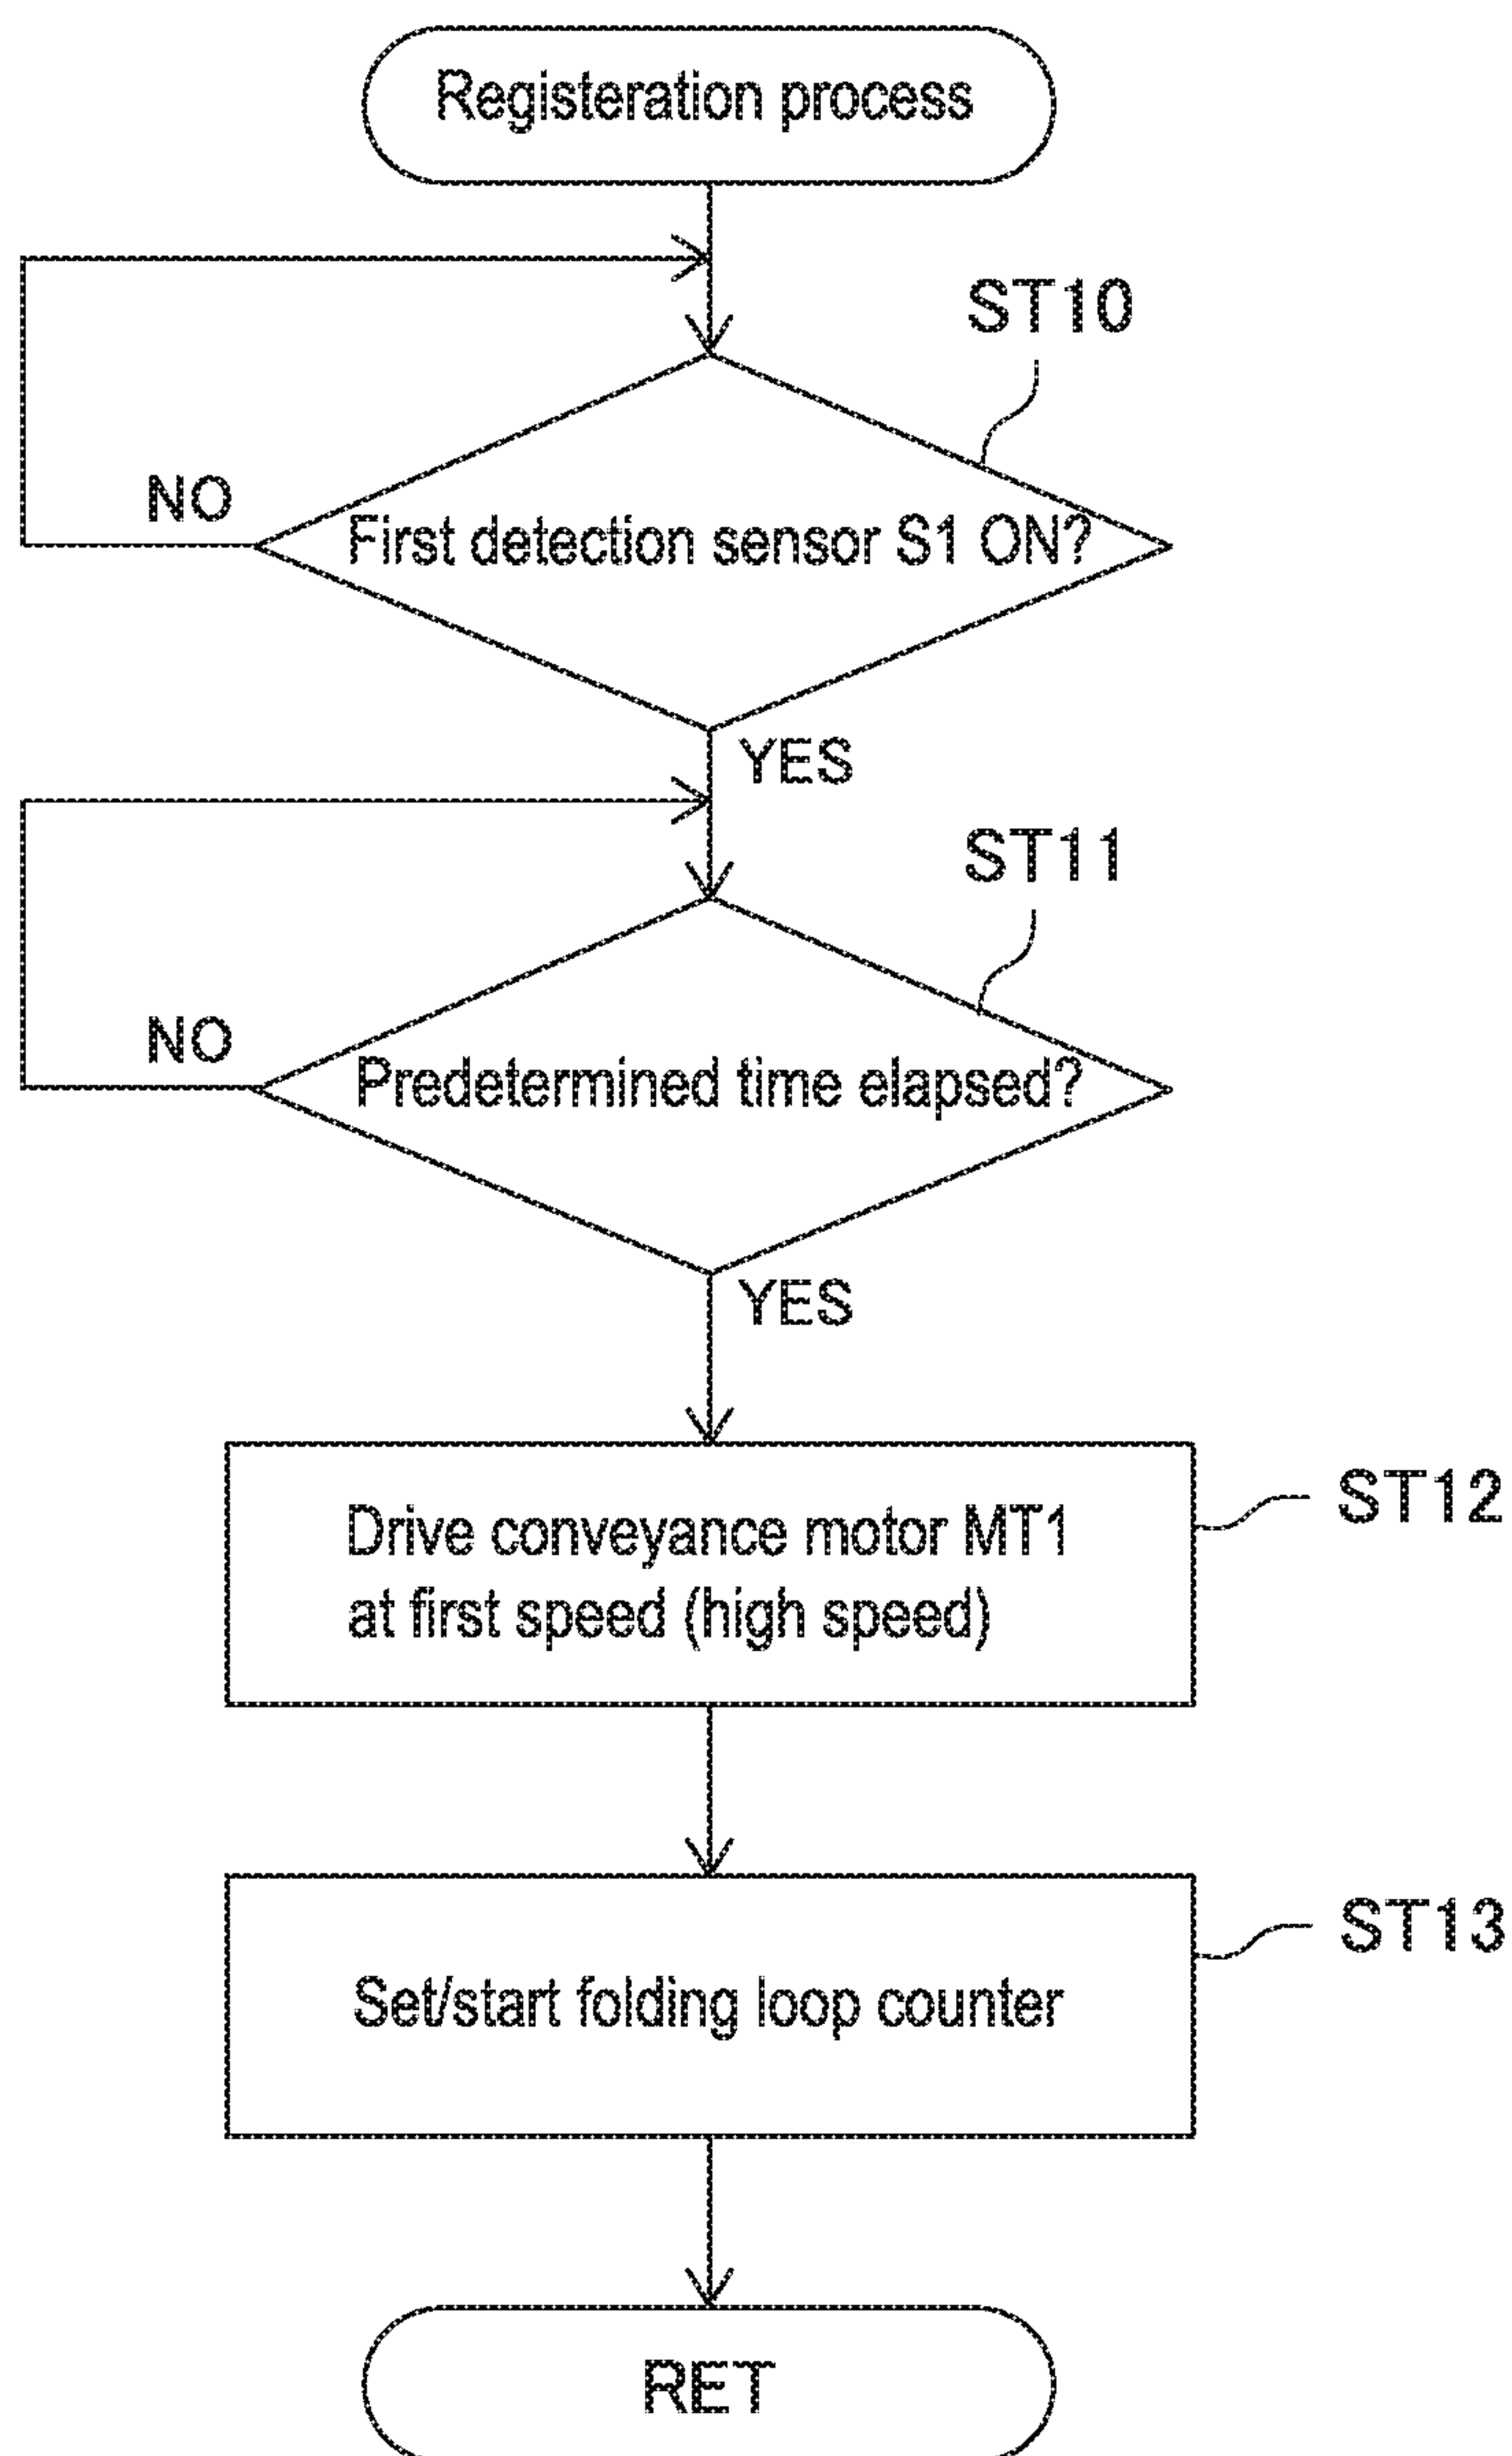 Registeration process
ST10
NO
First detection sensor S1 ON?
YES
ST11
NO
Predetermined time elapsed?
YES
Drive conveyance motor MT1
at first speed (high speed)
ST12
Set/start folding loop counter
ST13
RET